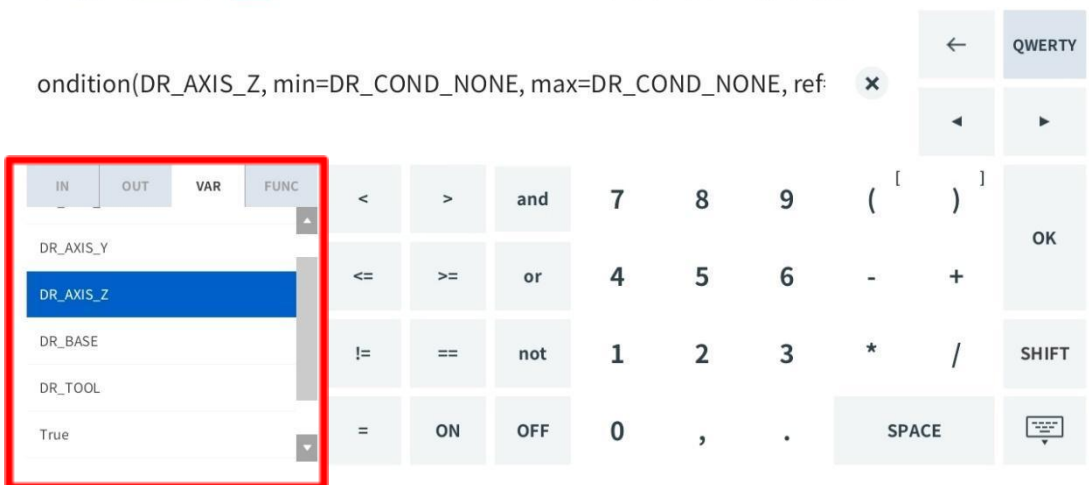 ← QWERTY
ondition(DR_AXIS_Z, min=DR_COND_NONE, max=DR_COND_NONE, ref=
◄ ►
IN OUT VAR FUNC
DR_AXIS_Y
DR_AXIS_Z
DR_BASE
DR_TOOL
True
< > and 7 8 9 ( [ ) ]
OK
<= >= or 4 5 6 - +
!= == not 1 2 3 * / SHIFT
= ON OFF 0 , . SPACE